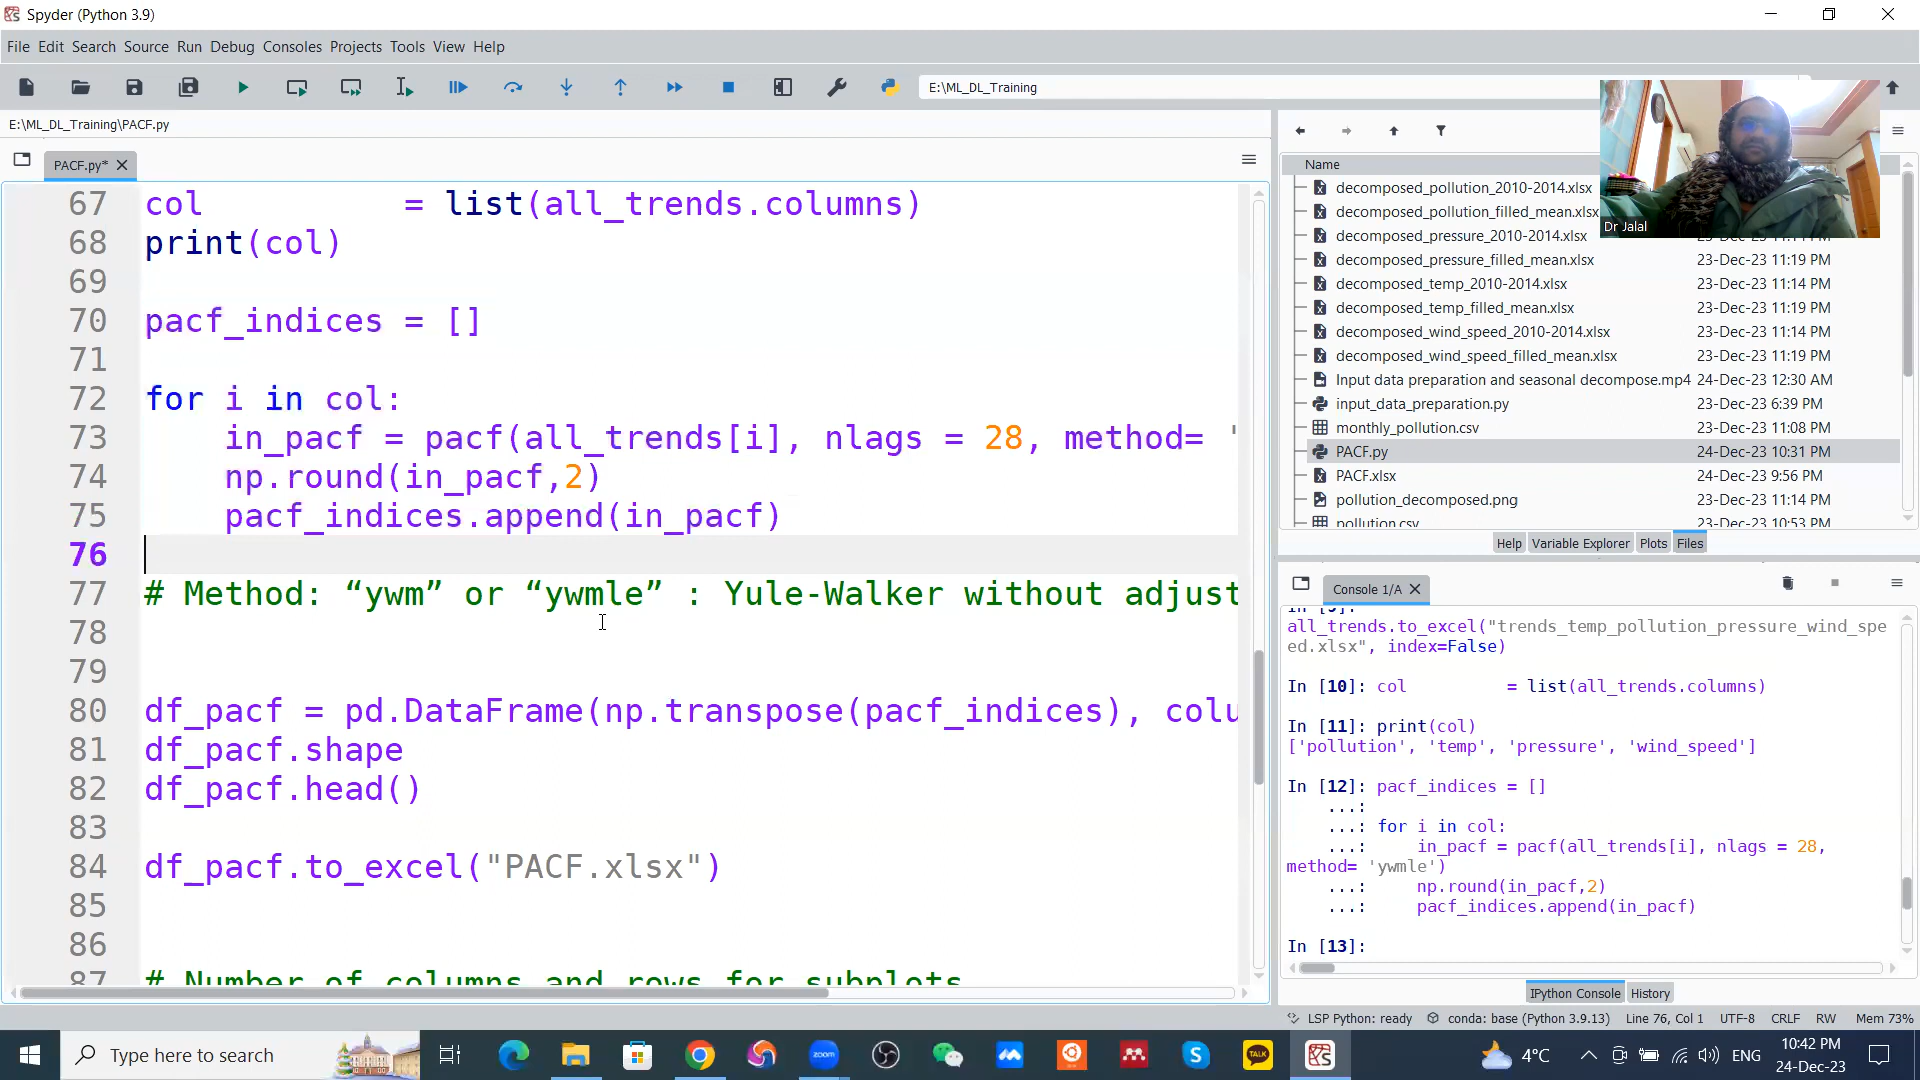 Spyder (Python 3.9)
File Edit Search Source Run Debug Consoles Projects Tools View Help
E:\ML_DL_Training
E:\ML_DL_Training\PACF.py
PACF.py*
67 col = list(all_trends.columns)
68 print(col)
69
70 pacf_indices = []
71
72 for i in col:
73 in_pacf = pacf(all_trends[i], nlags = 28, method= '
74 np.round(in_pacf,2)
75 pacf_indices.append(in_pacf)
76
77 # Method: “ywm” or “ywmle” : Yule-Walker without adjust
78
79
80 df_pacf = pd.DataFrame(np.transpose(pacf_indices), colu
81 df_pacf.shape
82 df_pacf.head()
83
84 df_pacf.to_excel("PACF.xlsx")
85
86
87 # Number of columns and rows for subplots
Dr Jalal
Name
decomposed_pollution_2010-2014.xlsx
decomposed_pollution_filled_mean.xlsx
decomposed_pressure_2010-2014.xlsx
decomposed_pressure_filled_mean.xlsx 23-Dec-23 11:19 PM
decomposed_temp_2010-2014.xlsx 23-Dec-23 11:14 PM
decomposed_temp_filled_mean.xlsx 23-Dec-23 11:19 PM
decomposed_wind_speed_2010-2014.xlsx 23-Dec-23 11:14 PM
decomposed_wind_speed_filled_mean.xlsx 23-Dec-23 11:19 PM
Input data preparation and seasonal decompose.mp4 24-Dec-23 12:30 AM
input_data_preparation.py 23-Dec-23 6:39 PM
monthly_pollution.csv 23-Dec-23 11:08 PM
PACF.py 24-Dec-23 10:31 PM
PACF.xlsx 24-Dec-23 9:56 PM
pollution_decomposed.png 23-Dec-23 11:14 PM
pollution.csv 23-Dec-23 10:53 PM
Help Variable Explorer Plots Files
Console 1/A
In [9]:
all_trends.to_excel("trends_temp_pollution_pressure_wind_spe
ed.xlsx", index=False)
In [10]: col = list(all_trends.columns)
In [11]: print(col)
['pollution', 'temp', 'pressure', 'wind_speed']
In [12]: pacf_indices = []
...:
...: for i in col:
...: in_pacf = pacf(all_trends[i], nlags = 28,
method= 'ywmle')
...: np.round(in_pacf,2)
...: pacf_indices.append(in_pacf)
In [13]:
IPython Console History
LSP Python: ready conda: base (Python 3.9.13) Line 76, Col 1 UTF-8 CRLF RW Mem 73%
Type here to search
zoom
TALK
4°C
ENG
10:42 PM
24-Dec-23